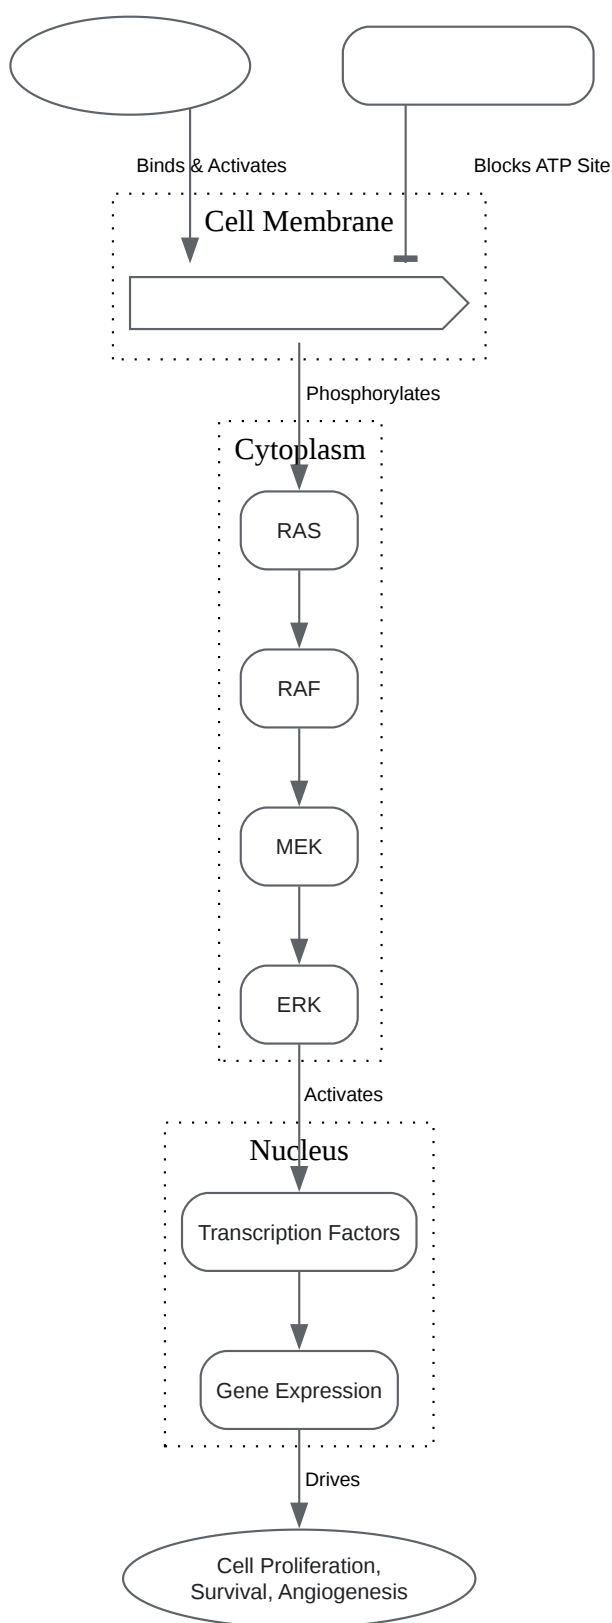 Binds & Activates
Blocks ATP Site
Cell Membrane
Phosphorylates
Cytoplasm
RAS
RAF
MEK
ERK
Activates
Nucleus
Transcription Factors
Gene Expression
Drives
Cell Proliferation,
Survival, Angiogenesis